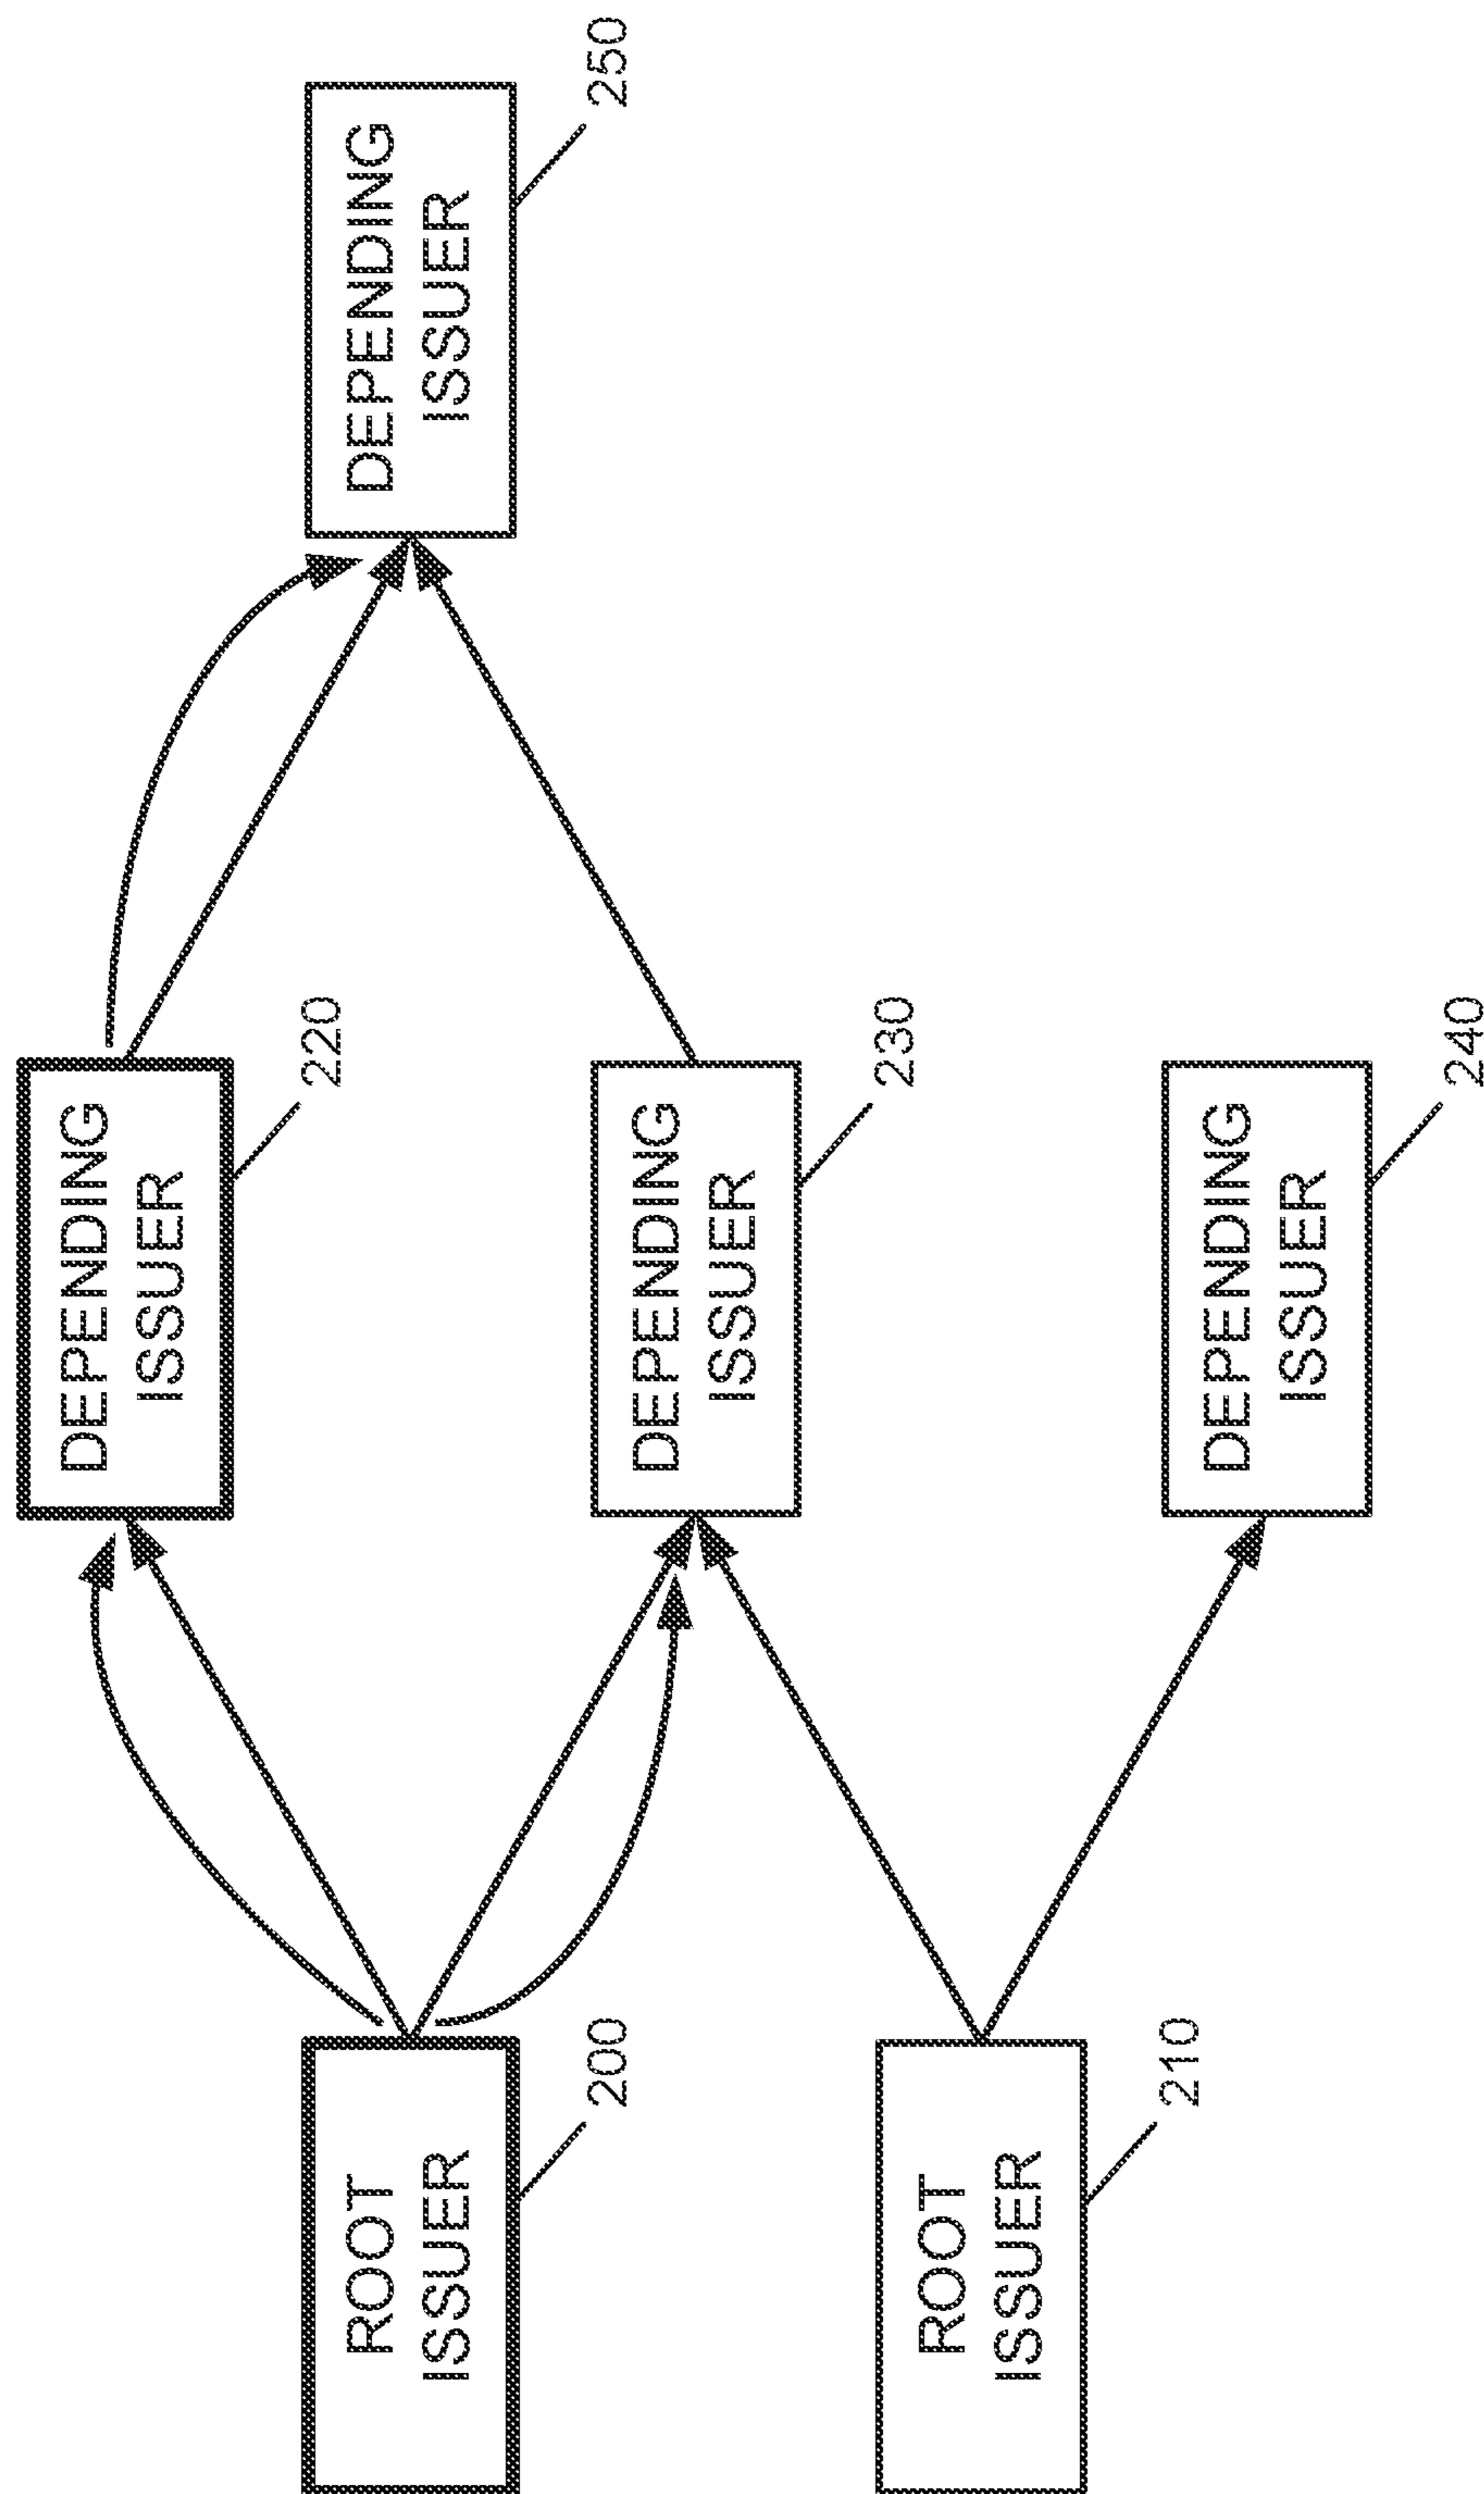 ROOT
ISSUER
200
ROOT
ISSUER
210
DEPENDING
ISSUER
220
DEPENDING
ISSUER
230
DEPENDING
ISSUER
240
DEPENDING
ISSUER
250